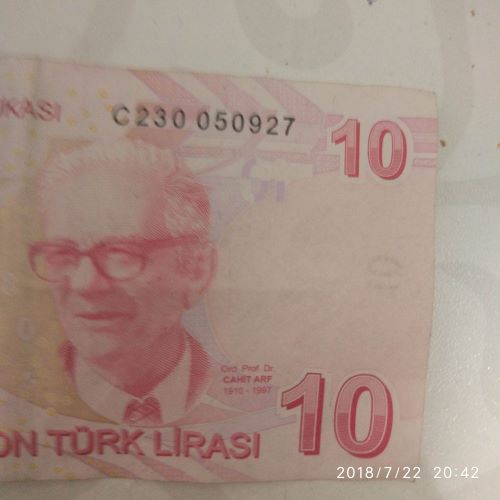 UKASI
C230 050927
10
Ord. Prof. Dr.
CAHİT ARF
1910 - 1997
10
ON TÜRK LİRASI
2018/7/22 20:42